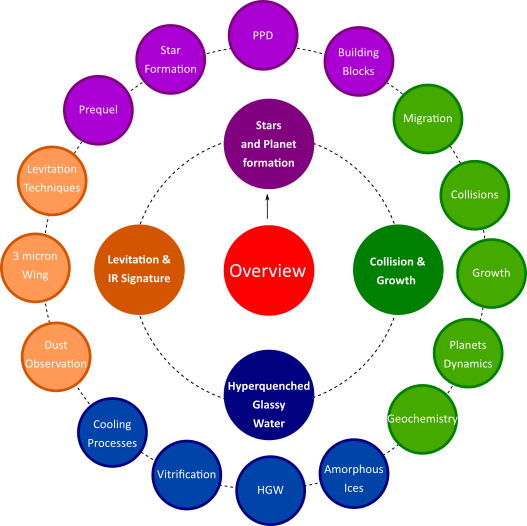 PPD
Star
Formation
Building
Blocks
Prequel
Migration
Stars
and Planet
formation
Levitation
Techniques
Collisions
3 micron
Wing
Levitation &
IR Signature
Overview
Collision &
Growth
Growth
Dust
Observation
Planets
Dynamics
Hyperquenched
Glassy
Water
Geochemistry
Cooling
Processes
Vitrification
HGW
Amorphous
Ices